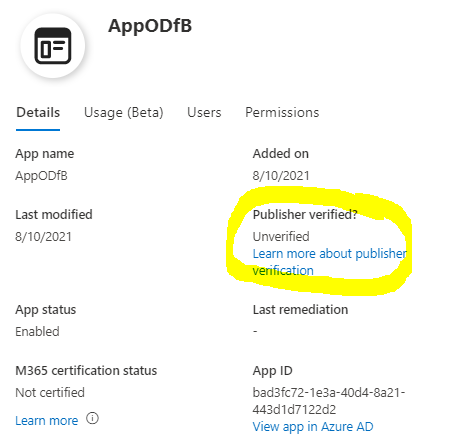 AppODfB
Details Usage (Beta) Users Permissions
App name
AppODfB
Added on
8/10/2021
Last modified
8/10/2021
Publisher verified?
Unverified
Learn more about publisher
verification
App status
Enabled
Last remediation
-
M365 certification status
Not certified
Learn more
App ID
bad3fc72-1e3a-40d4-8a21-
443d1d7122d2
View app in Azure AD